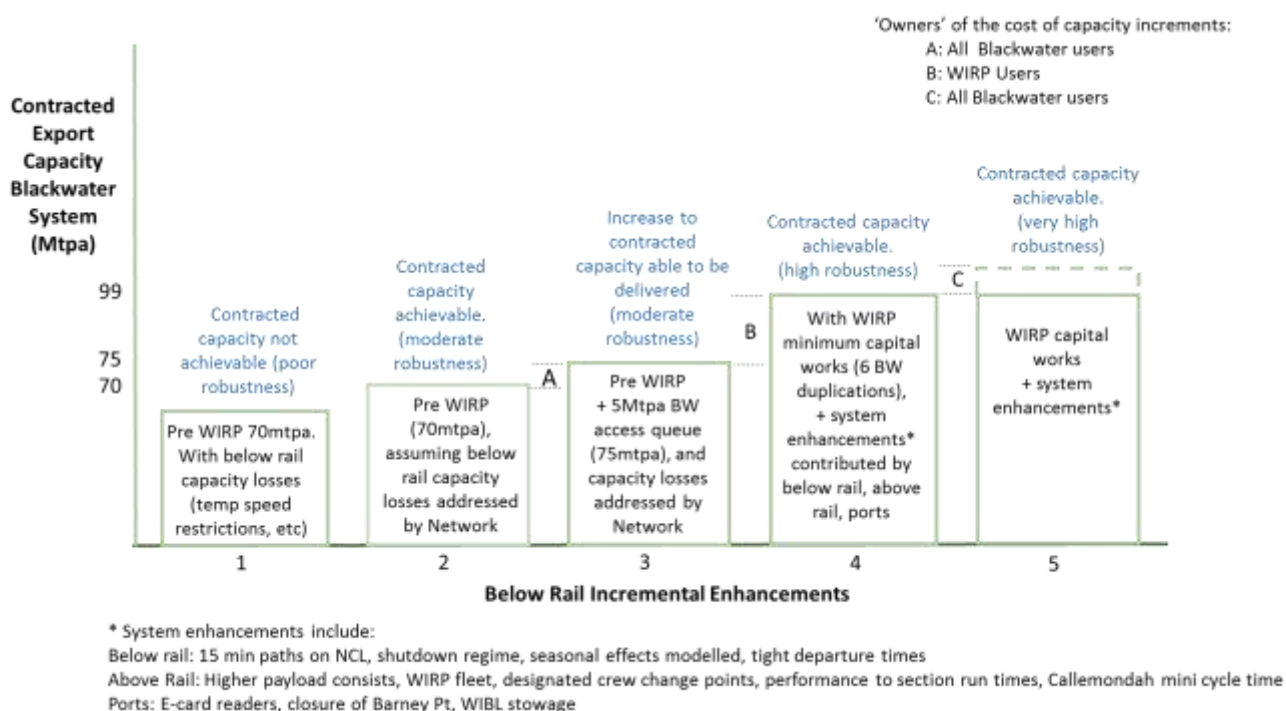 'Owners' of the cost of capacity increments:
A: All Blackwater users
B: WIRP Users
C: All Blackwater users
Contracted
Export
Capacity
Blackwater
System
(Mtpa)
99
75
70
Contracted
capacity not
achievable (poor
robustness)
Pre WIRP 70mtpa.
With below rail
capacity losses
(temp speed
restrictions, etc)
Contracted
capacity
achievable.
(moderate
robustness)
Pre WIRP
(70mtpa),
assuming below
rail capacity
losses addressed
by Network
A
Increase to
contracted
capacity able to be
delivered
(moderate
robustness)
Pre WIRP
+ 5Mtpa BW
access queue
(75mtpa), and
capacity losses
addressed by
Network
B
Contracted capacity
achievable.
(high robustness)
With WIRP
minimum capital
works (6 BW
duplications),
+ system
enhancements*
contributed by
below rail, above
rail, ports
C
Contracted capacity
achievable.
(very high
robustness)
WIRP capital
works
+ system
enhancements*
1
2
3
4
5
Below Rail Incremental Enhancements
* System enhancements include:
Below rail: 15 min paths on NCL, shutdown regime, seasonal effects modelled, tight departure times
Above Rail: Higher payload consists, WIRP fleet, designated crew change points, performance to section run times, Callemondah mini cycle time
Ports: E-card readers, closure of Barney Pt, WIBL stowage